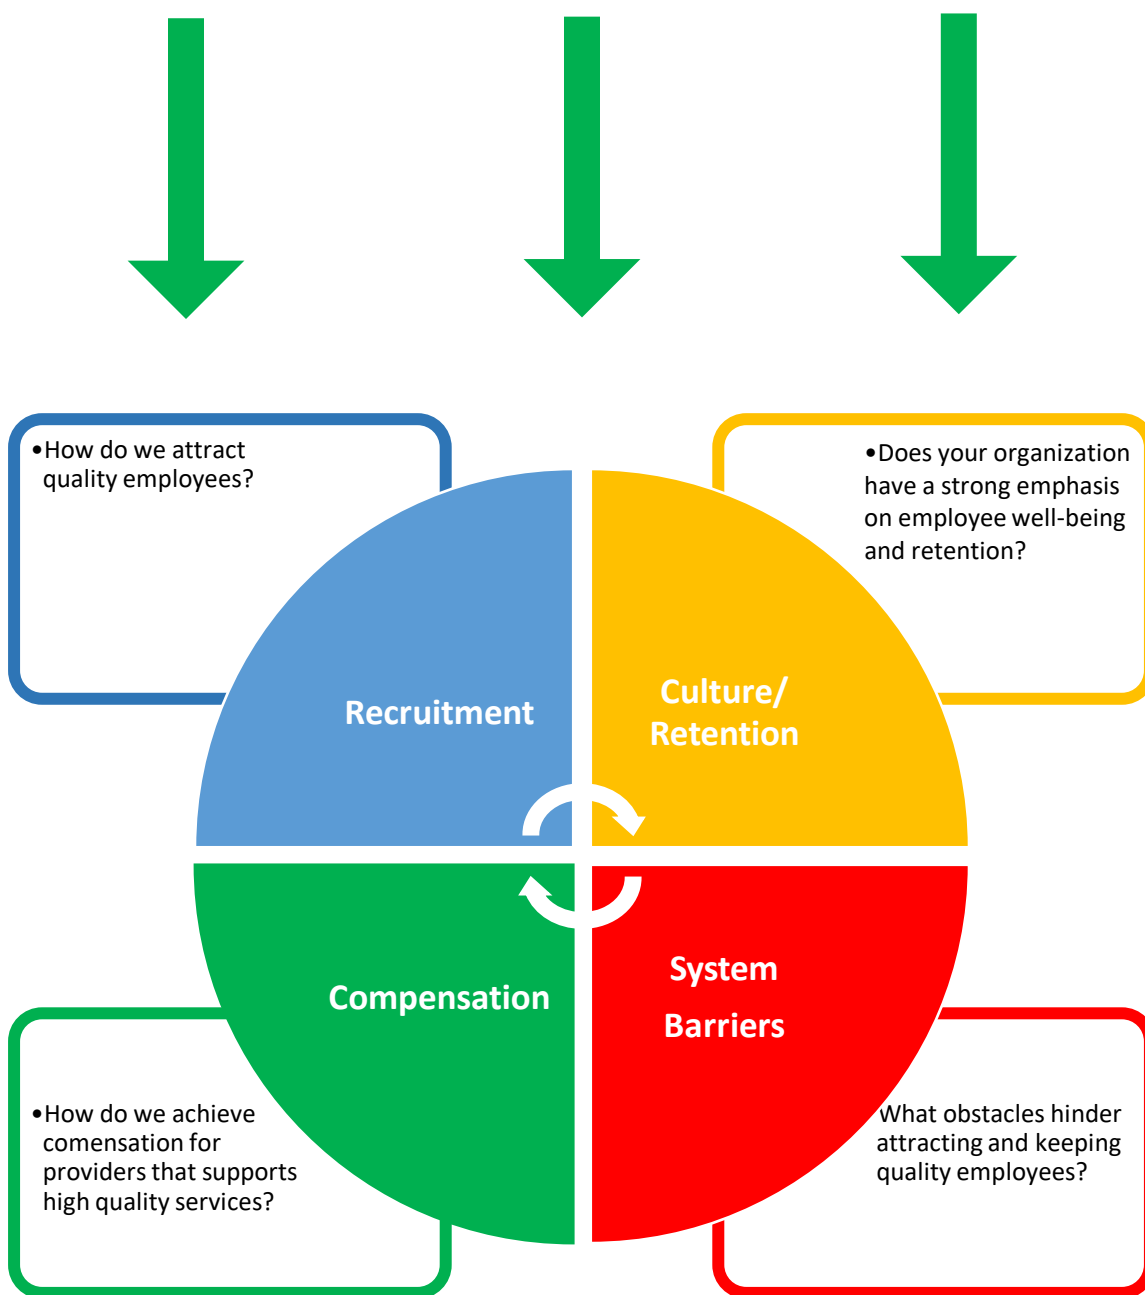 •How do we attract
quality employees?
•Does your organization
have a strong emphasis
on employee well-being
and retention?
Recruitment
Culture/
Retention
Compensation
System
Barriers
•How do we achieve
comensation for
providers that supports
high quality services?
What obstacles hinder
attracting and keeping
quality employees?